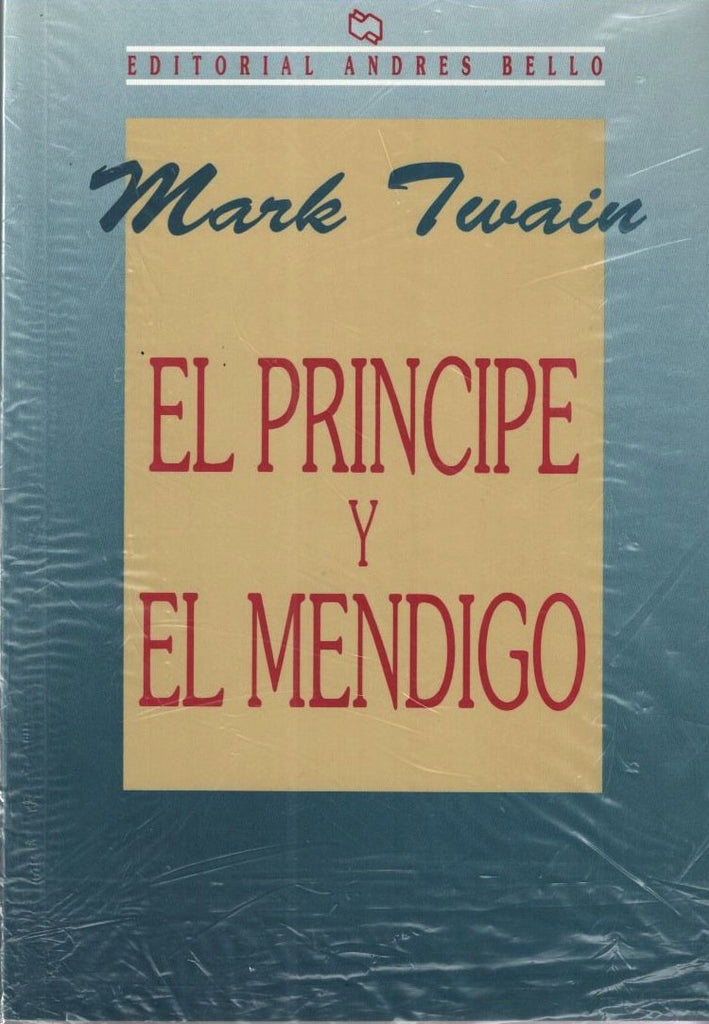 EDITORIAL ANDRES BELLO
Mark Twain
EL PRINCIPE
Y
EL MENDIGO